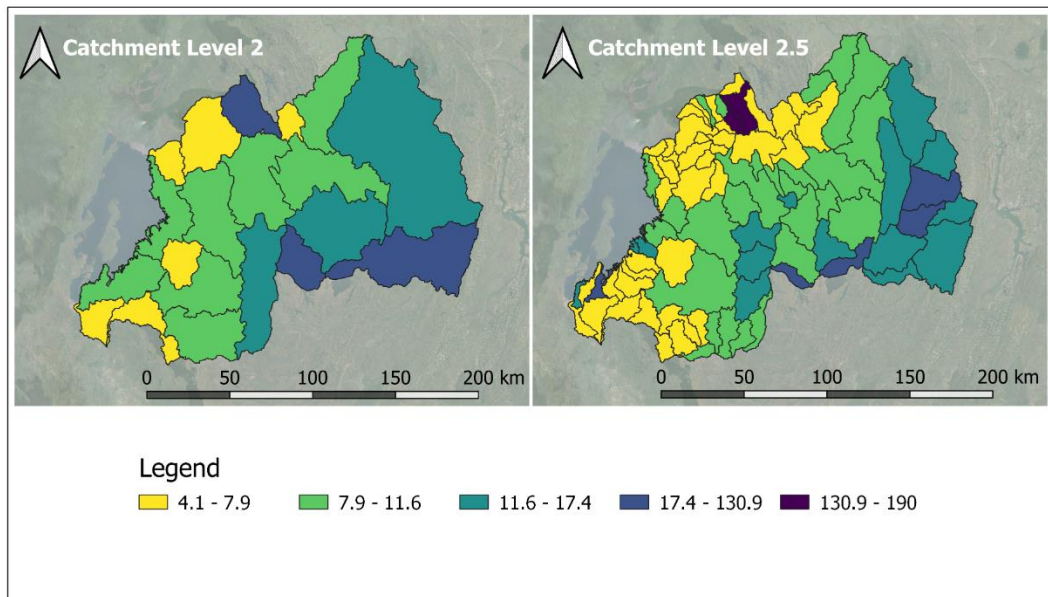 Catchment Level 2
Catchment Level 2.5
0 50 100 150 200 km
0 50 100 150 200 km
Legend
4.1 - 7.9
7.9 - 11.6
11.6 - 17.4
17.4 - 130.9
130.9 - 190